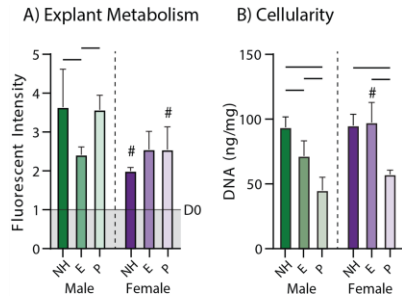 A) Explant Metabolism
Fluorescent Intensity
5
4
3
2
1
0
#
#
D0
NH
E
P
NH
E
P
Male
Female
B) Cellularity
DNA (ng/mg)
150
100
50
0
#
NH
E
P
NH
E
P
Male
Female